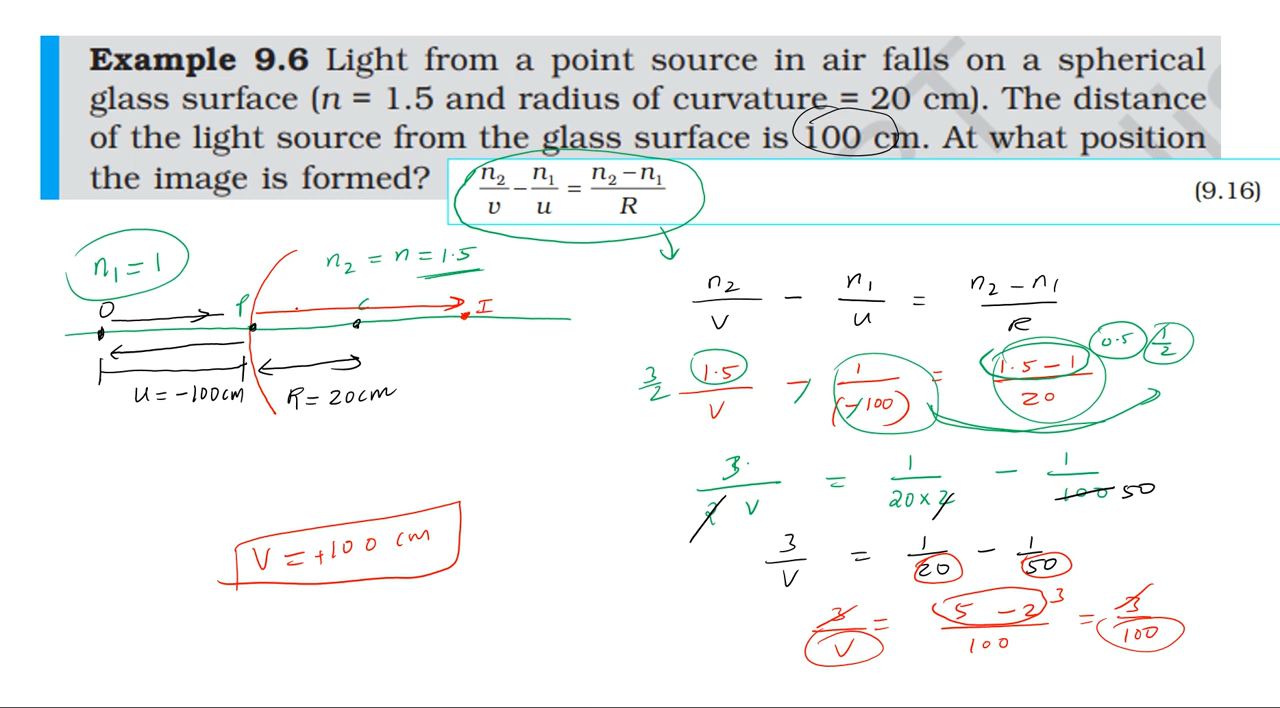 Example 9.6 Light from a point source in air falls on a spherical
glass surface (n = 1.5 and radius of curvature = 20 cm). The distance
of the light source from the glass surface is 100 cm. At what position
the image is formed?
n₂/v − n₁/u = (n₂ − n₁)/R
(9.16)
n₁ = 1
n₂ = n = 1.5
O
P
C
I
u = -100cm
R = 20cm
n₂/v − n₁/u = (n₂ − n₁)/R
3/2 1.5/v − 1/(-100) = (1.5 − 1)/20 0.5 1/2
3/2 v = 1/20×2 − 1/100 50
3/v = 1/20 − 1/50
3/v = (5 − 2)/100 3 = 3/100
V = +100 cm